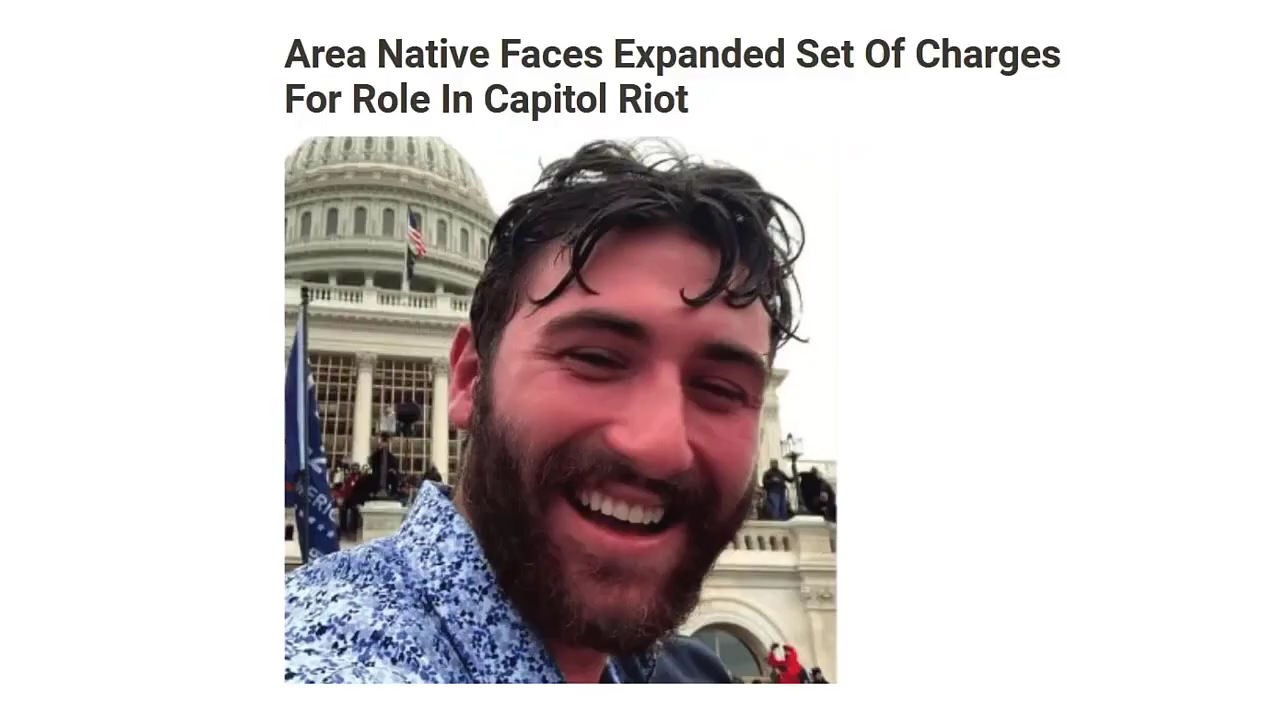 Area Native Faces Expanded Set Of Charges
For Role In Capitol Riot